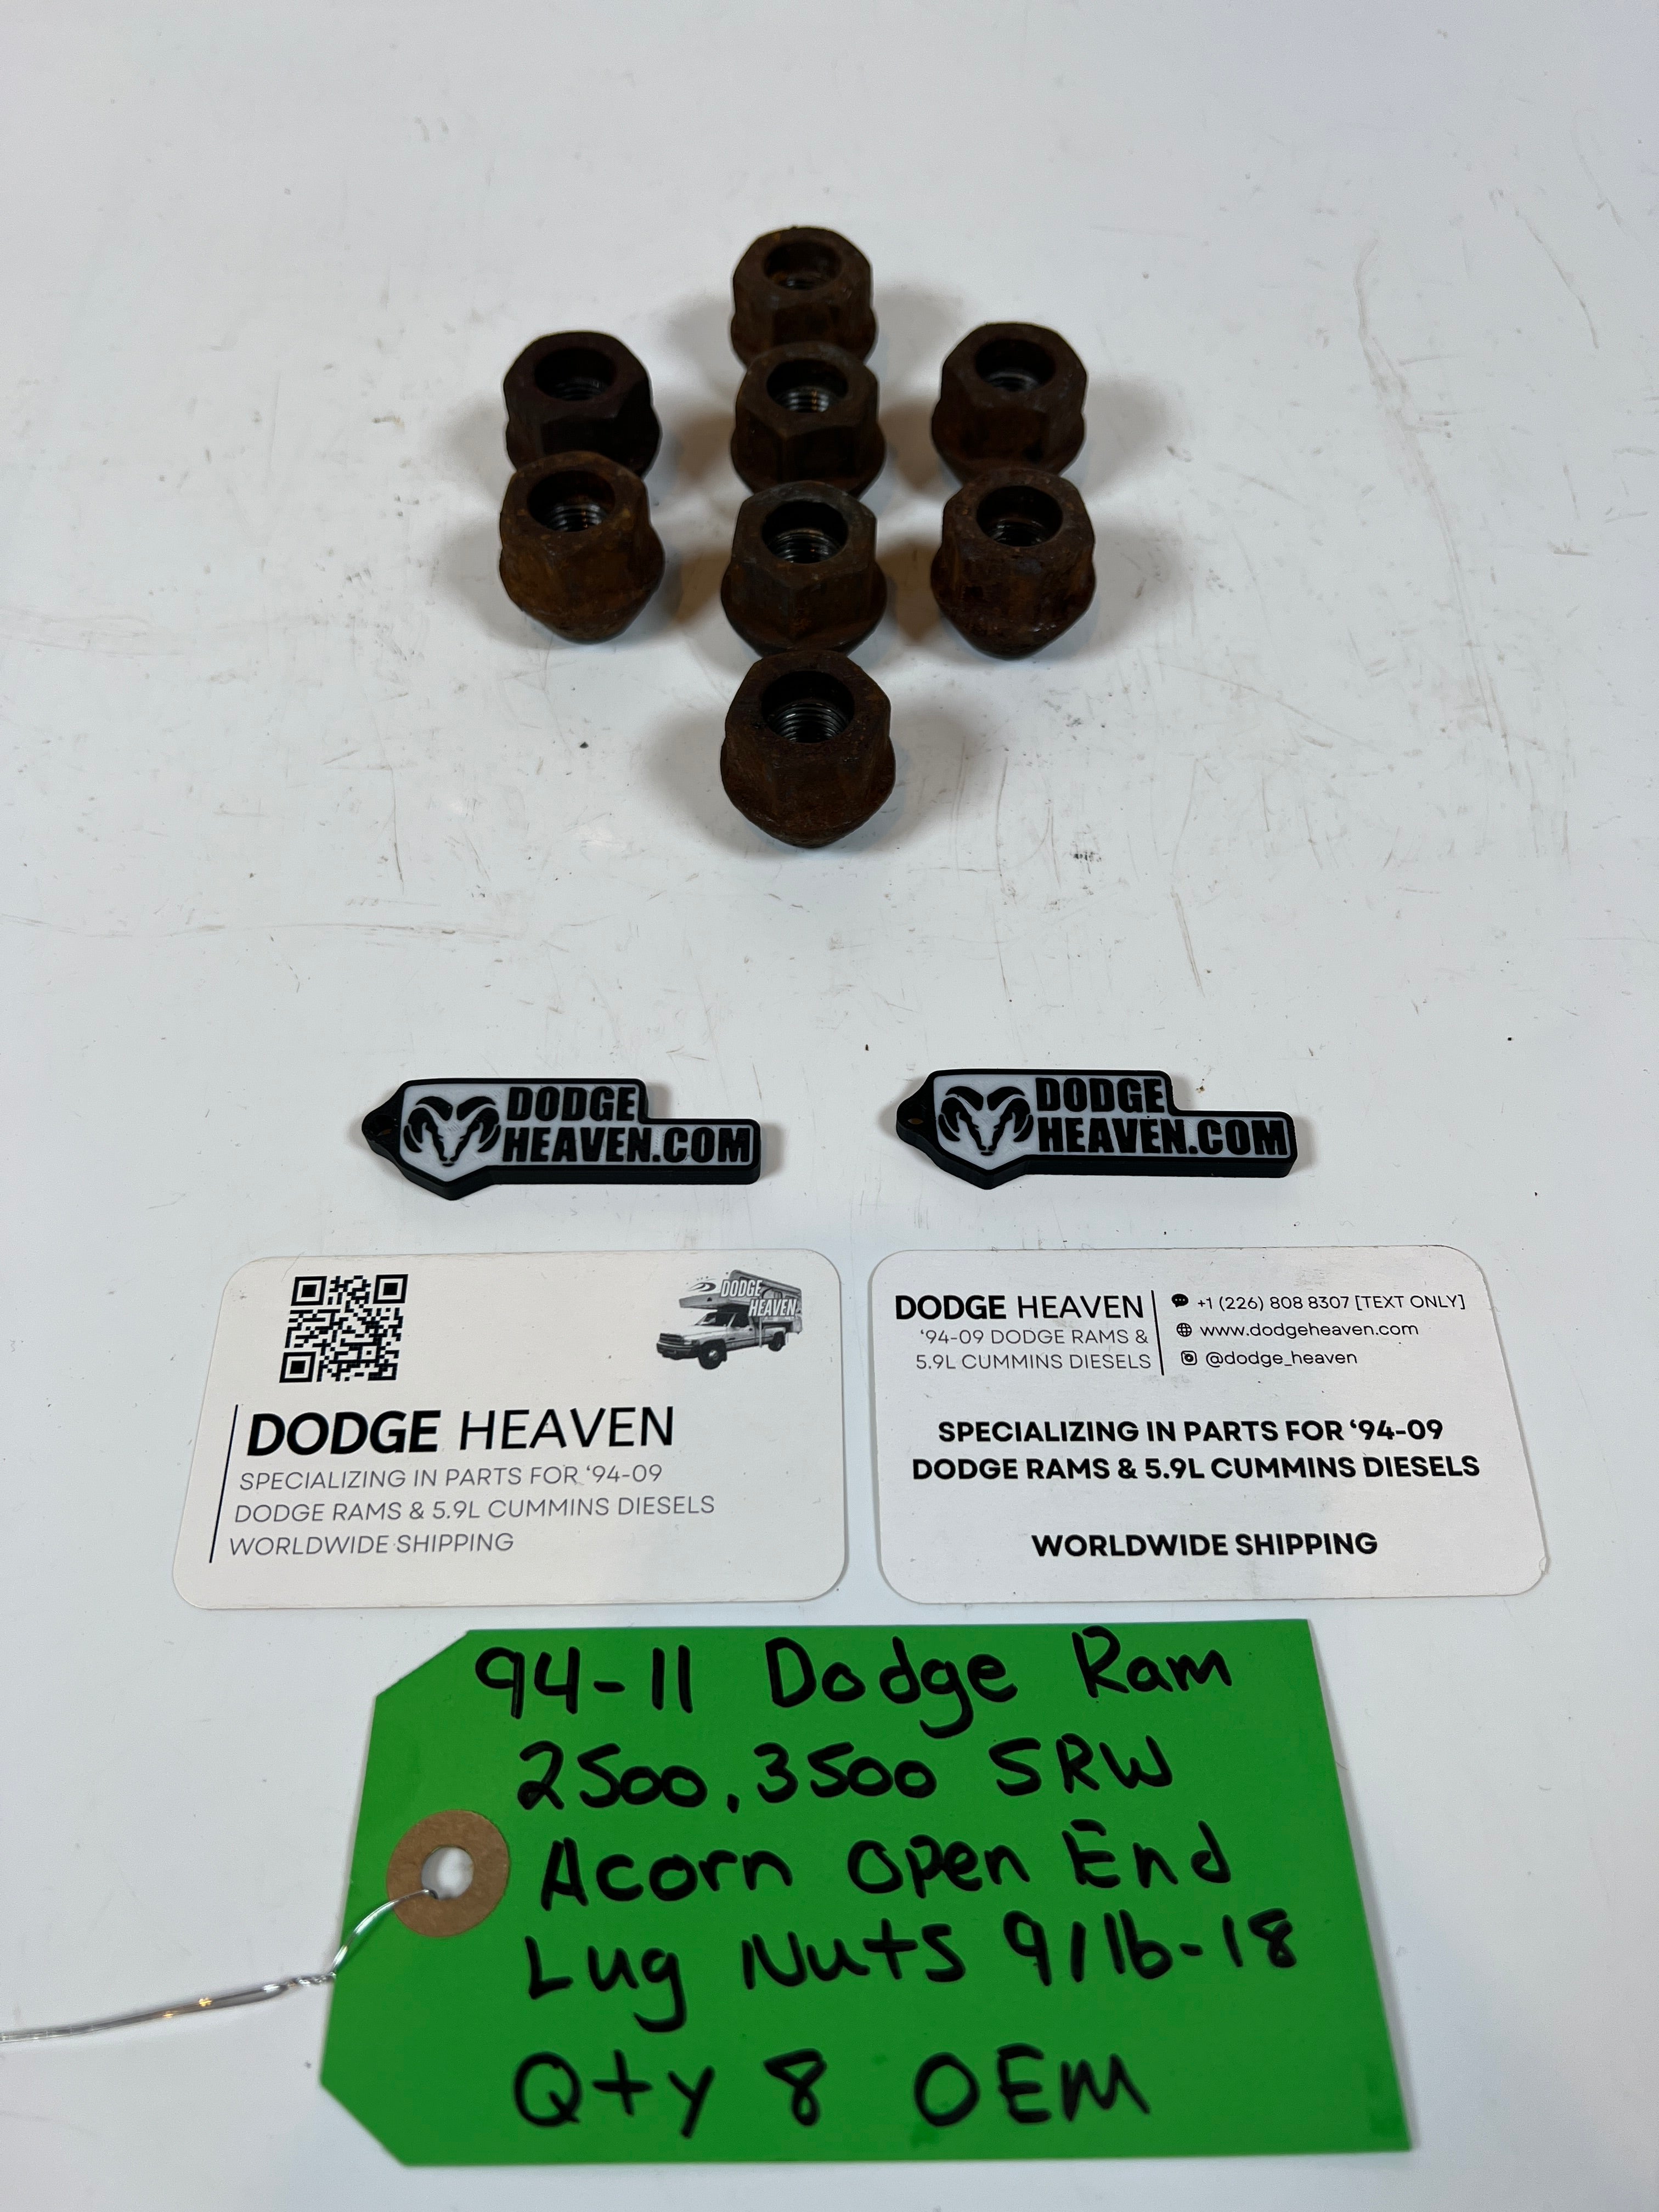 DODGE
HEAVEN.COM
DODGE
HEAVEN.COM
DODGE
HEAVEN
DODGE HEAVEN
SPECIALIZING IN PARTS FOR ‘94-09
DODGE RAMS & 5.9L CUMMINS DIESELS
WORLDWIDE SHIPPING
DODGE HEAVEN
‘94-09 DODGE RAMS &
5.9L CUMMINS DIESELS
+1 (226) 808 8307 [TEXT ONLY]
www.dodgeheaven.com
@dodge_heaven
SPECIALIZING IN PARTS FOR ‘94-09
DODGE RAMS & 5.9L CUMMINS DIESELS
WORLDWIDE SHIPPING
94-11 Dodge Ram
2500, 3500 SRW
Acorn Open End
Lug Nuts 9/16-18
Qty 8 OEM